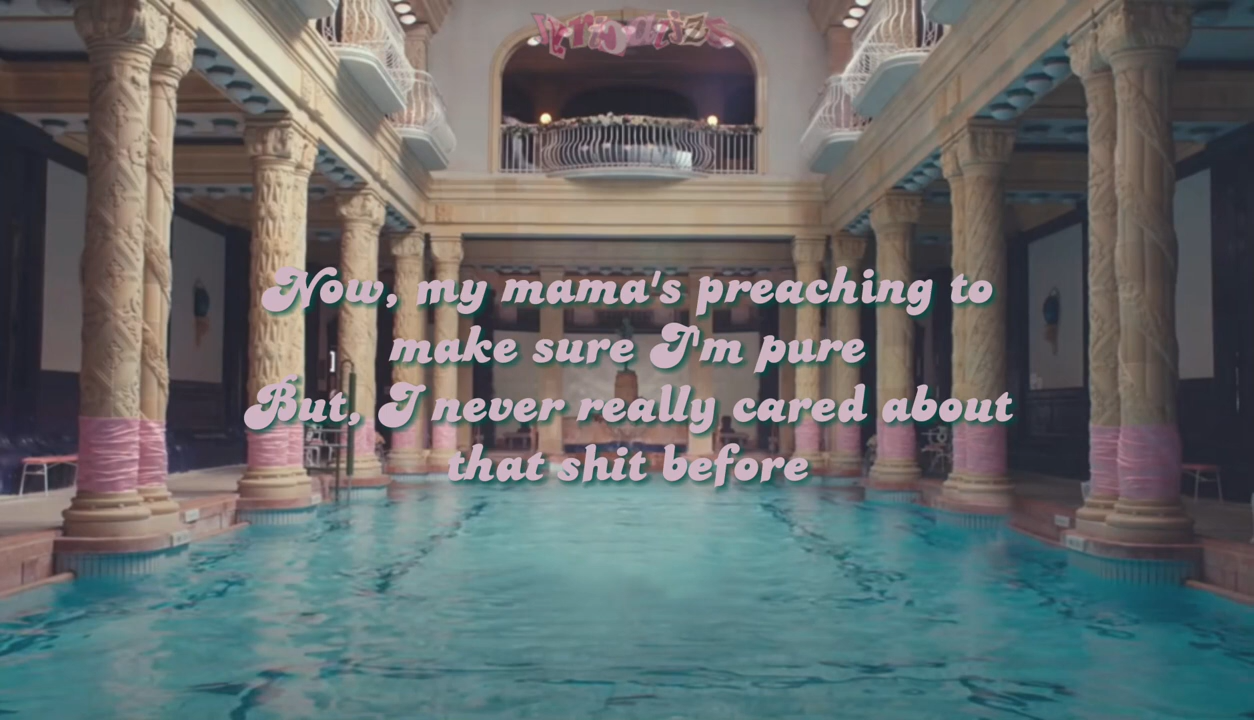 Now, my mama's preaching to
make sure I'm pure
But, I never really cared about
that shit before